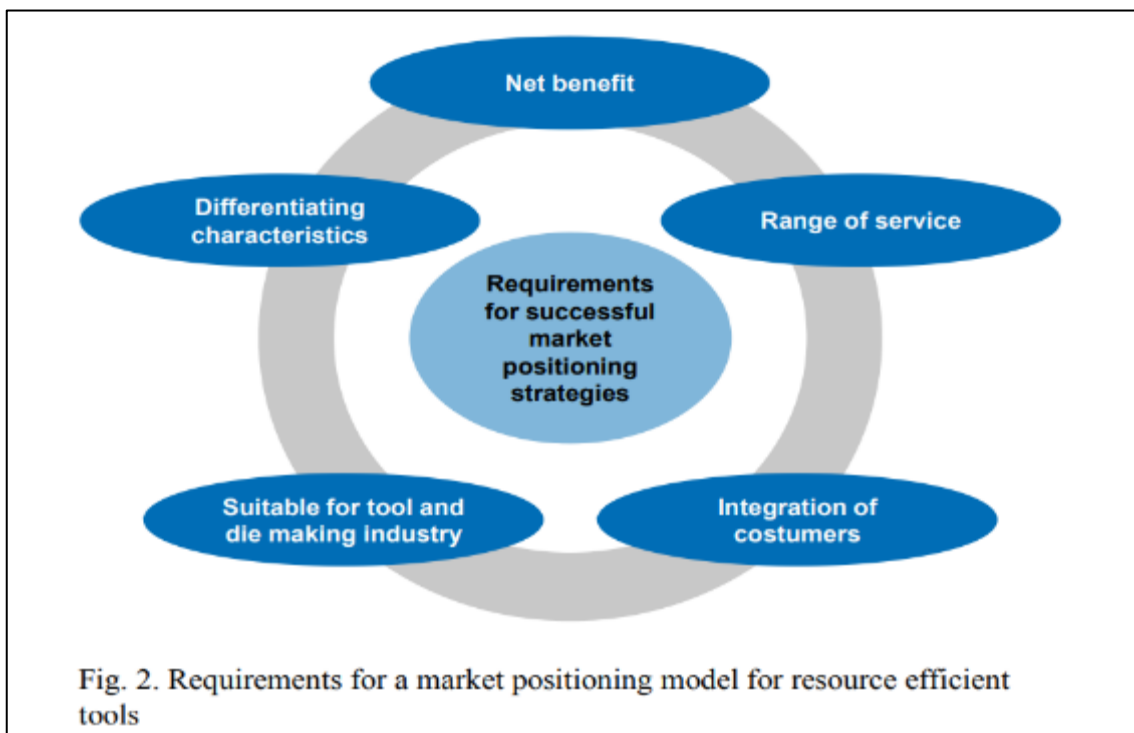 Net benefit
Differentiating
characteristics
Range of service
Requirements
for successful
market
positioning
strategies
Suitable for tool and
die making industry
Integration of
costumers
Fig. 2. Requirements for a market positioning model for resource efficient
tools